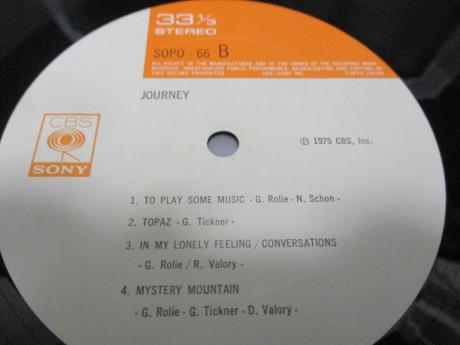 33 1/3
STEREO
SOPO - 66 B
ALL RIGHTS OF THE MANUFACTURER AND OF THE OWNER OF THE RECORDED WORK
RESERVED. UNAUTHORIZED PUBLIC PERFORMANCE, BROADCASTING AND COPYING OF
THIS RECORD PROHIBITED. CBS/SONY INC. TOKYO JAPAN
JOURNEY
CBS
SONY
Ⓟ 1975 CBS, Inc.
1. TO PLAY SOME MUSIC - G. Rolie - N. Schon -
2. TOPAZ - G. Tickner -
3. IN MY LONELY FEELING / CONVERSATIONS
- G. Rolie / R. Valory -
4. MYSTERY MOUNTAIN
- G. Rolie - G. Tickner - D. Valory -